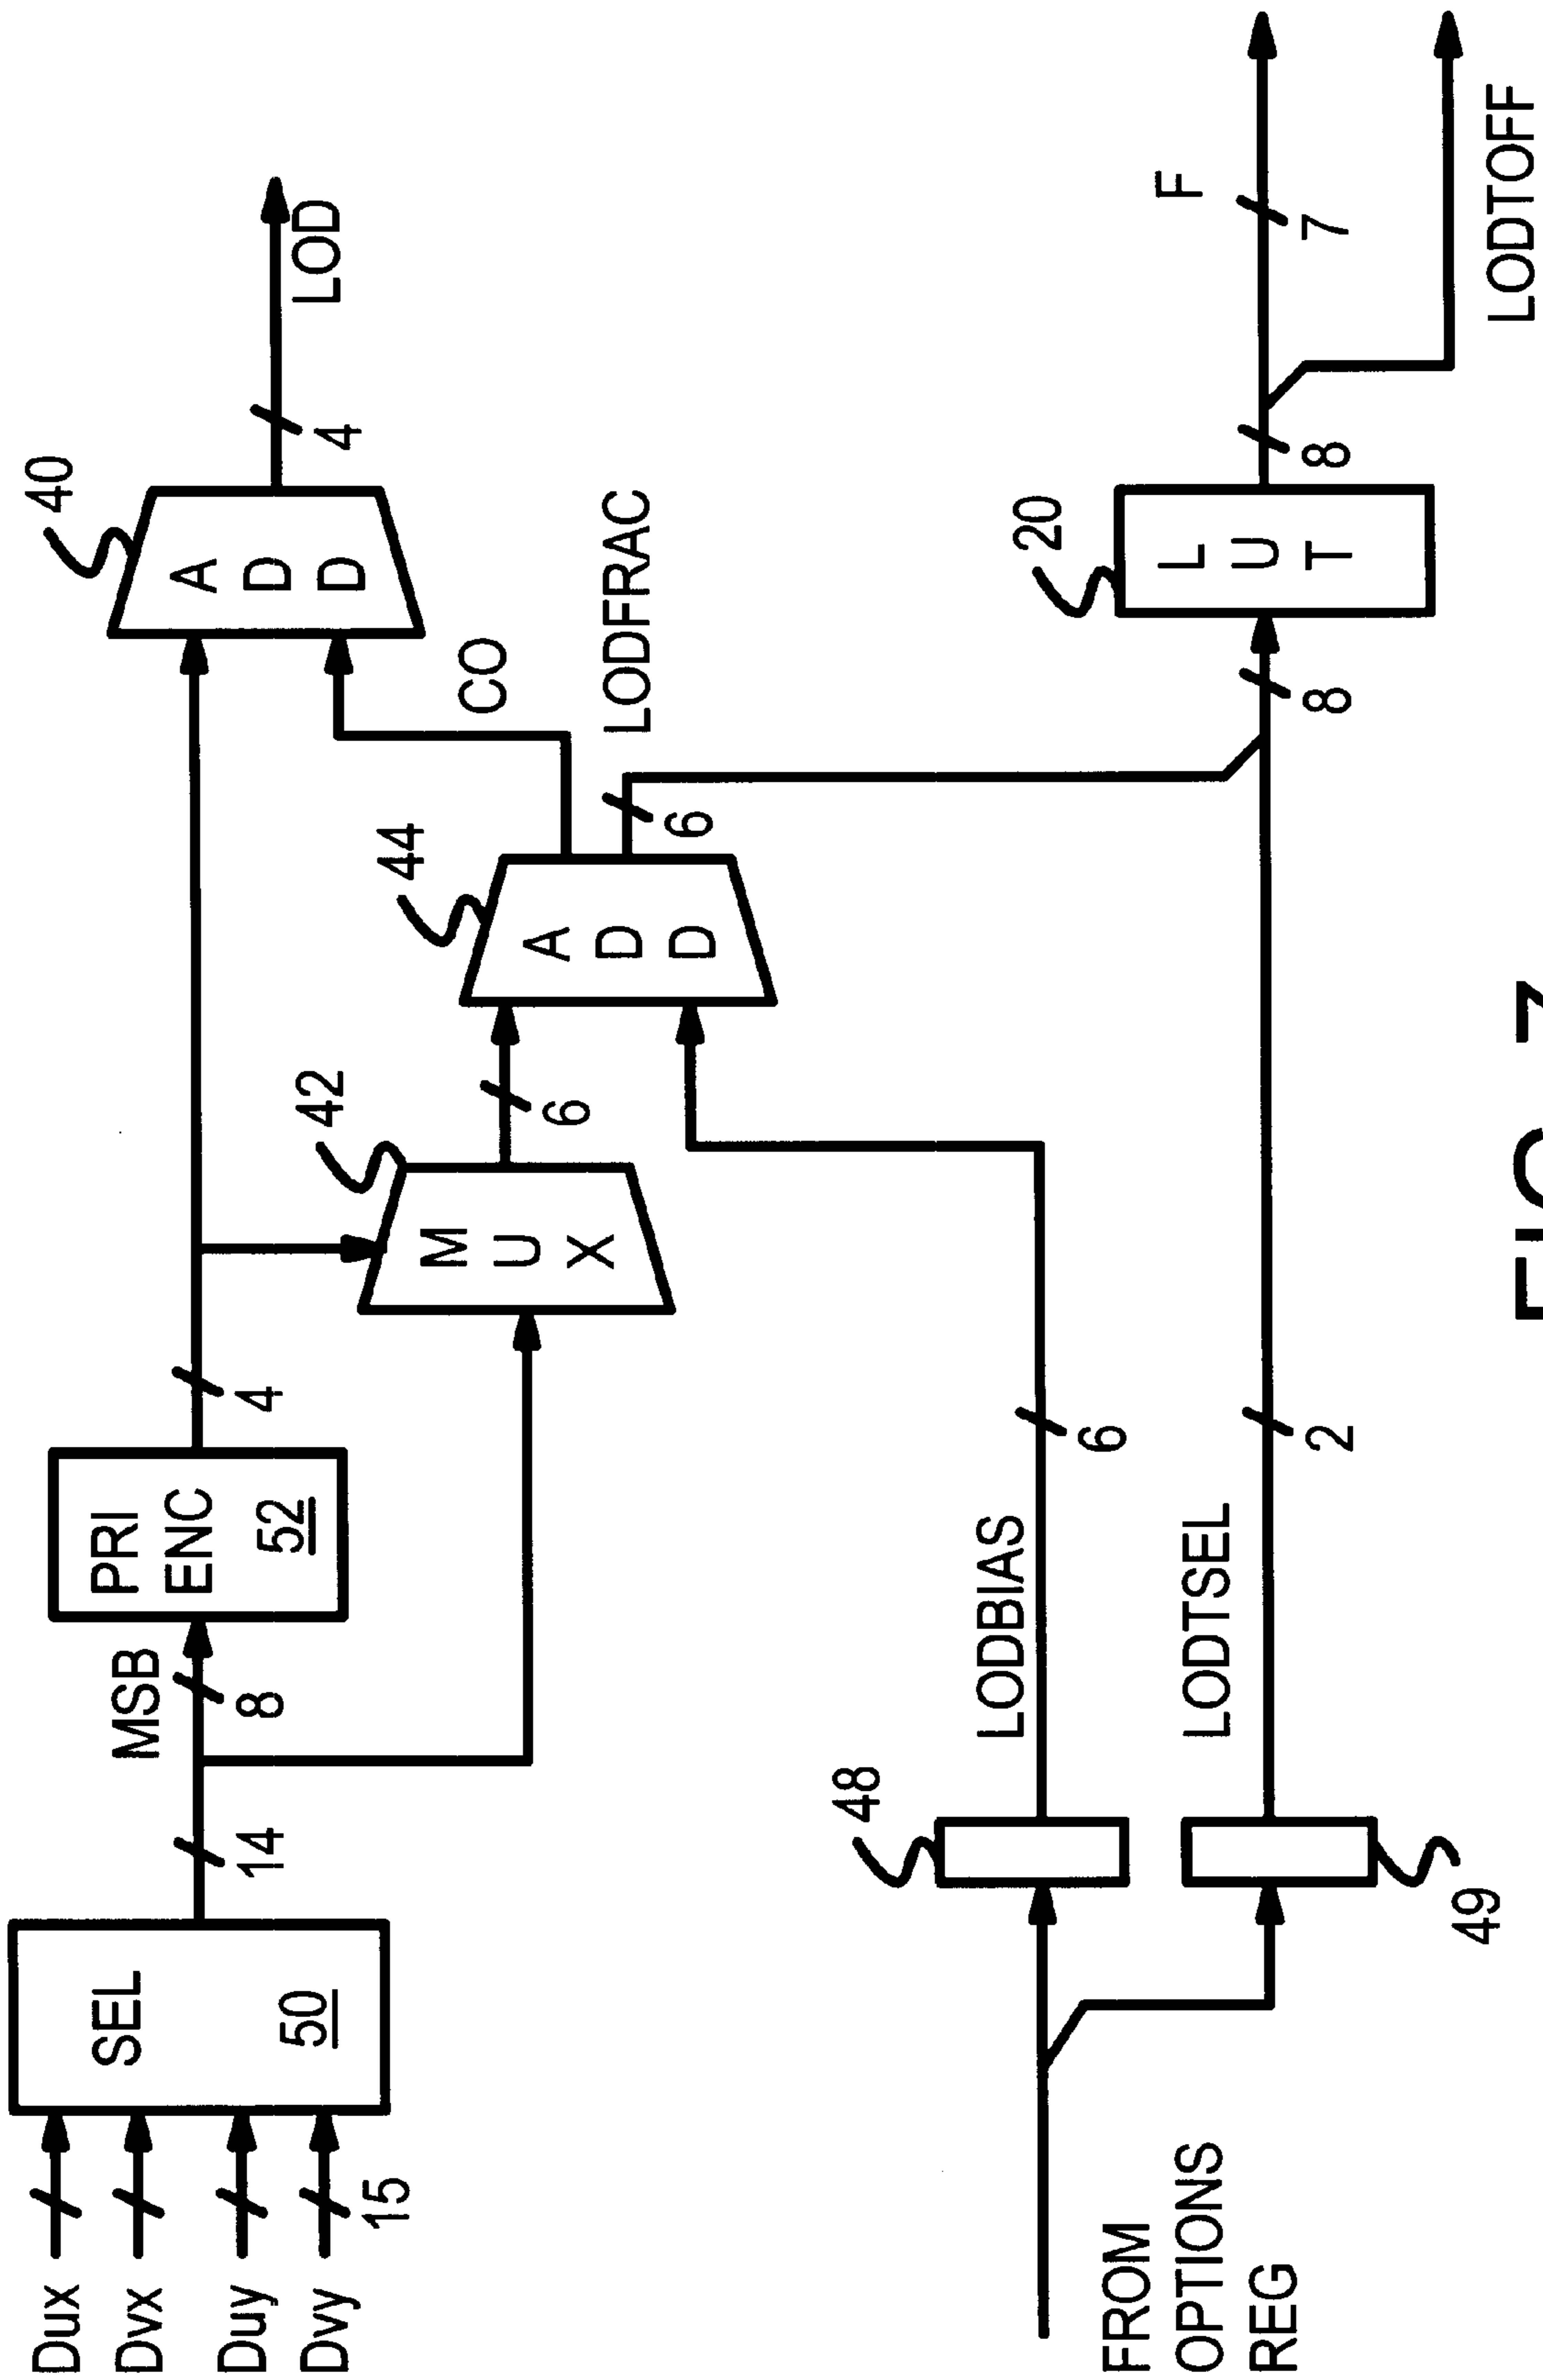 Dux
Dvx
Duy
Dvy
15
SEL
50
14
MSB
8
PRI
ENC
52
4
MUX
42
6
ADD
44
CO
LODFRAC
6
ADD
40
4
LOD
FROM
OPTIONS
REG
48
49
LODBIAS
6
LODTSEL
2
8
LUT
20
8
F
7
LODTOFF